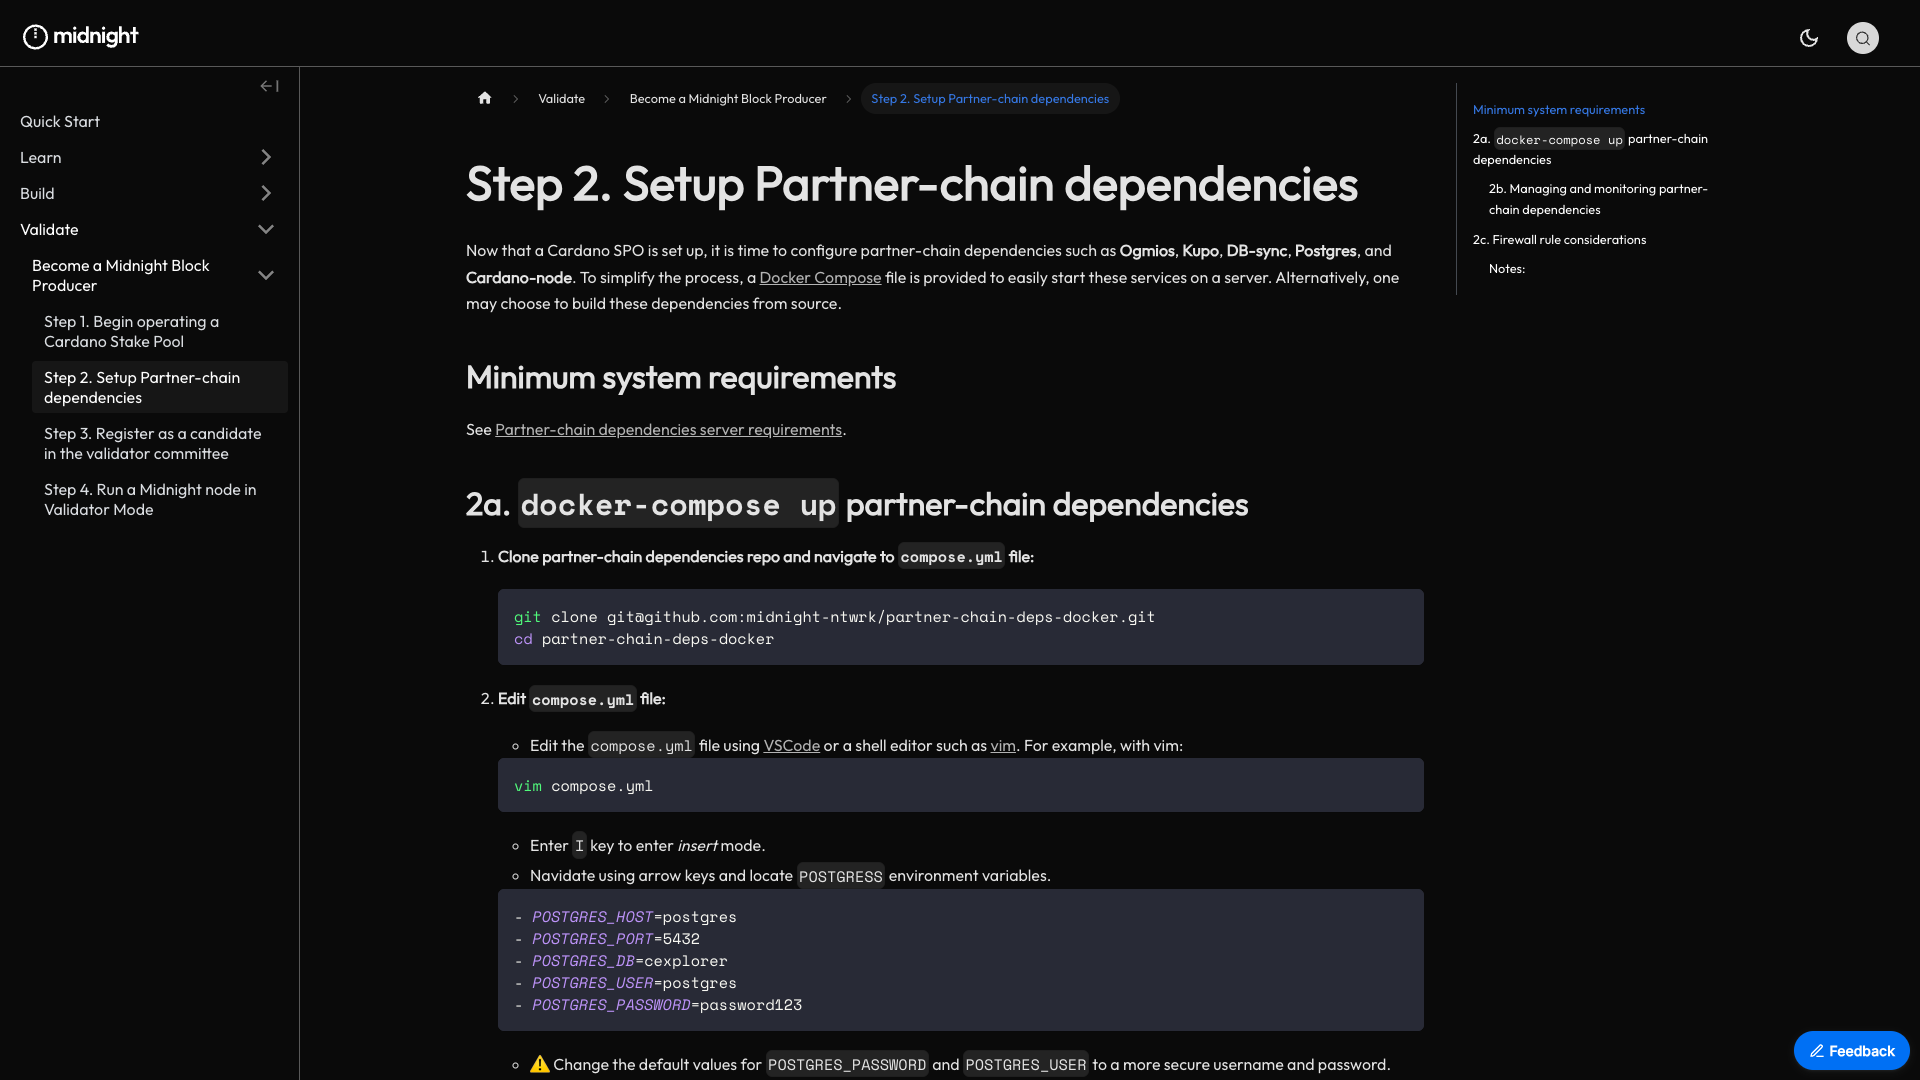 midnight
Quick Start
Learn
Build
Validate
Become a Midnight Block
Producer
Step 1. Begin operating a
Cardano Stake Pool
Step 2. Setup Partner-chain
dependencies
Step 3. Register as a candidate
in the validator committee
Step 4. Run a Midnight node in
Validator Mode
Validate
Become a Midnight Block Producer
Step 2. Setup Partner-chain dependencies
Step 2. Setup Partner-chain dependencies
Now that a Cardano SPO is set up, it is time to configure partner-chain dependencies such as Ogmios, Kupo, DB-sync, Postgres, and
Cardano-node. To simplify the process, a Docker Compose file is provided to easily start these services on a server. Alternatively, one
may choose to build these dependencies from source.
Minimum system requirements
See Partner-chain dependencies server requirements.
2a. docker-compose up partner-chain dependencies
1. Clone partner-chain dependencies repo and navigate to compose.yml file:
git clone git@github.com:midnight-ntwrk/partner-chain-deps-docker.git
cd partner-chain-deps-docker
2. Edit compose.yml file:
Edit the compose.yml file using VSCode or a shell editor such as vim. For example, with vim:
vim compose.yml
Enter I key to enter insert mode.
Navidate using arrow keys and locate POSTGRESS environment variables.
- POSTGRES_HOST=postgres
- POSTGRES_PORT=5432
- POSTGRES_DB=cexplorer
- POSTGRES_USER=postgres
- POSTGRES_PASSWORD=password123
⚠️ Change the default values for POSTGRES_PASSWORD and POSTGRES_USER to a more secure username and password.
Minimum system requirements
2a. docker-compose up partner-chain
dependencies
2b. Managing and monitoring partner-
chain dependencies
2c. Firewall rule considerations
Notes:
Feedback